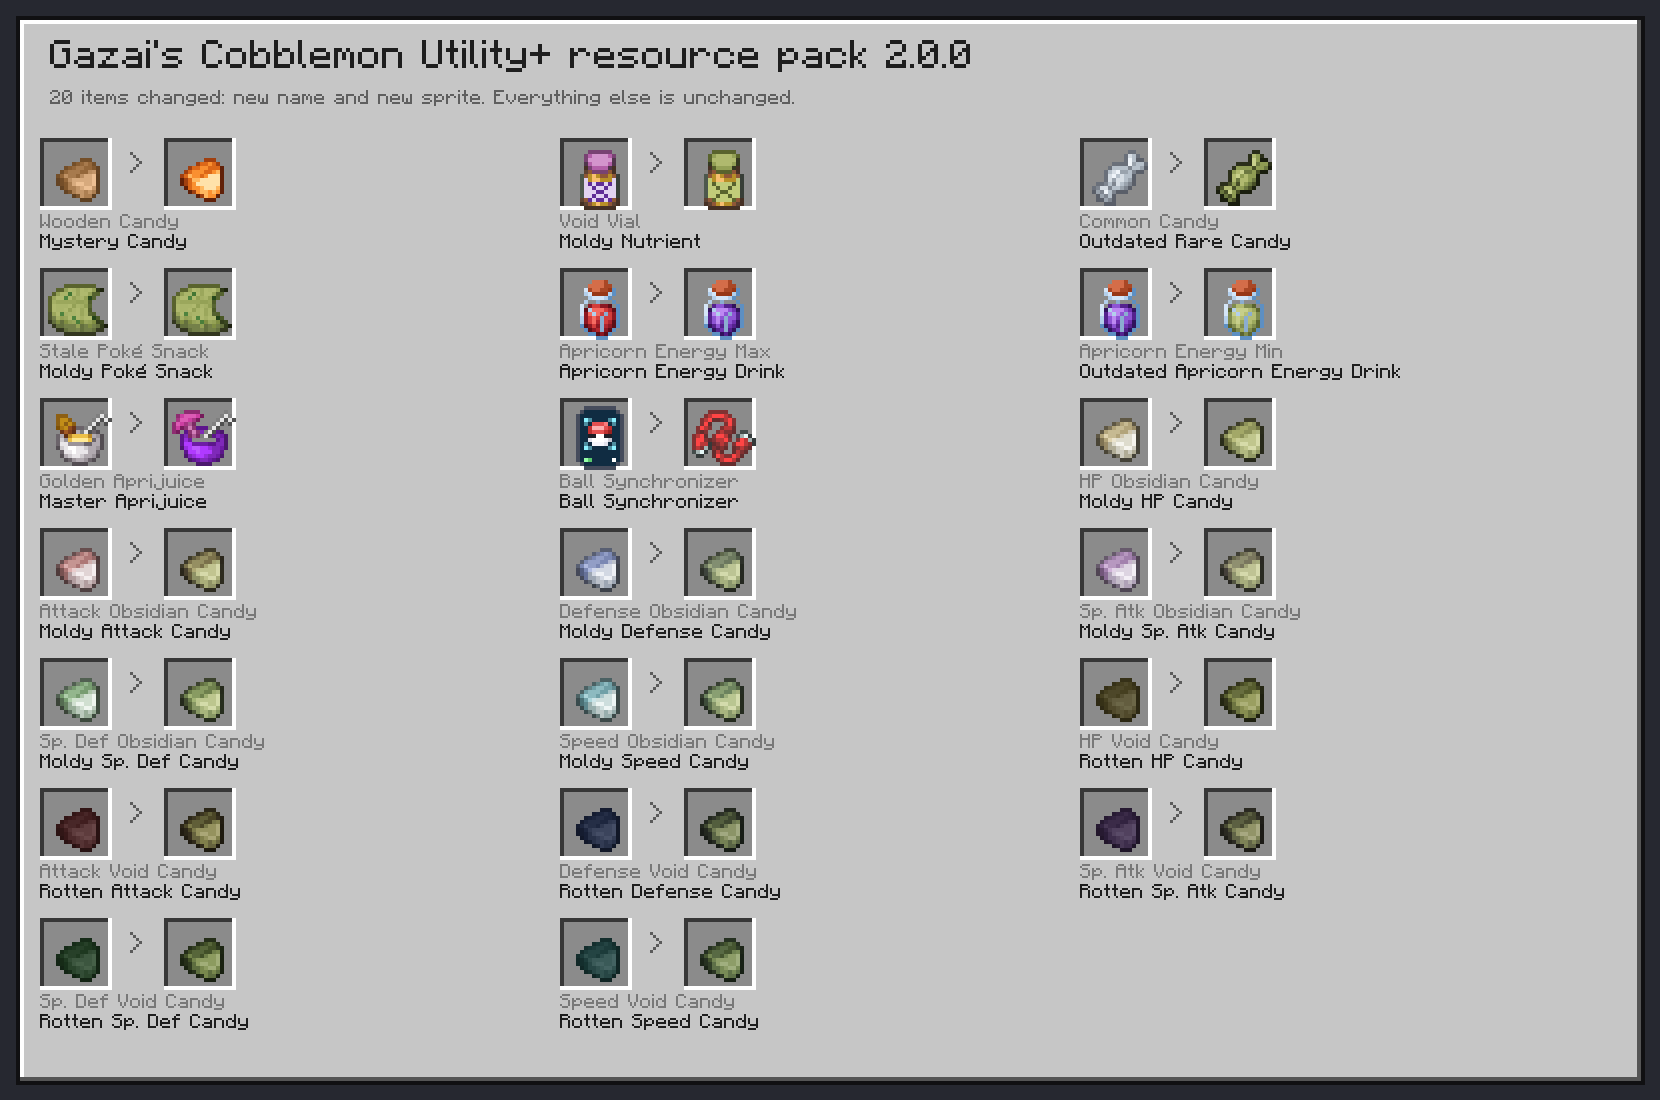 Gazai's Cobblemon Utility+ resource pack 2.0.0
20 items changed: new name and new sprite. Everything else is unchanged.
Wooden Candy
Mystery Candy
Void Vial
Moldy Nutrient
Common Candy
Outdated Rare Candy
Stale Poké Snack
Moldy Poké Snack
Apricorn Energy Max
Apricorn Energy Drink
Apricorn Energy Min
Outdated Apricorn Energy Drink
Golden Aprijuice
Master Aprijuice
Ball Synchronizer
Ball Synchronizer
HP Obsidian Candy
Moldy HP Candy
Attack Obsidian Candy
Moldy Attack Candy
Defense Obsidian Candy
Moldy Defense Candy
Sp. Atk Obsidian Candy
Moldy Sp. Atk Candy
Sp. Def Obsidian Candy
Moldy Sp. Def Candy
Speed Obsidian Candy
Moldy Speed Candy
HP Void Candy
Rotten HP Candy
Attack Void Candy
Rotten Attack Candy
Defense Void Candy
Rotten Defense Candy
Sp. Atk Void Candy
Rotten Sp. Atk Candy
Sp. Def Void Candy
Rotten Sp. Def Candy
Speed Void Candy
Rotten Speed Candy